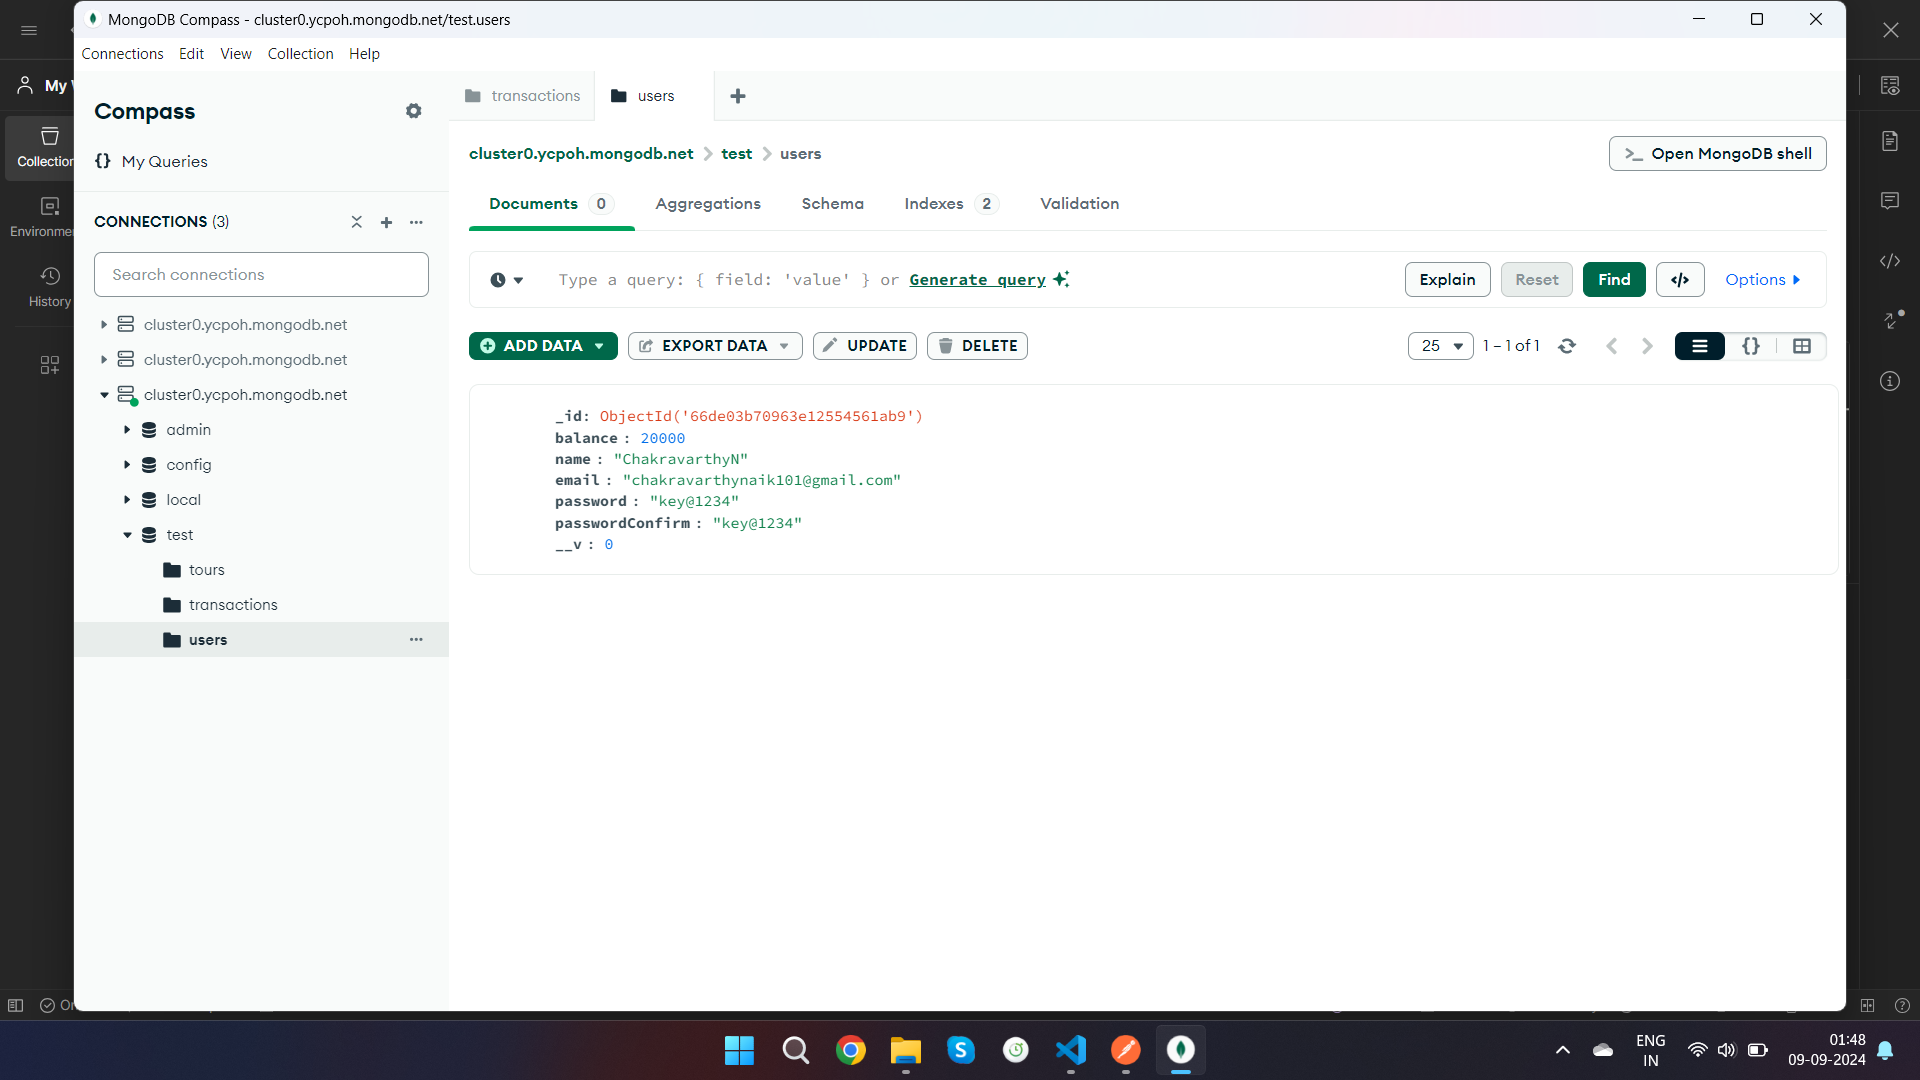 MongoDB Compass - cluster0.ycpoh.mongodb.net/test.users
Connections Edit View Collection Help
My
Compass
transactions
users
{} My Queries
Collection
cluster0.ycpoh.mongodb.net > test > users
>_ Open MongoDB shell
Documents 0 Aggregations Schema Indexes 2 Validation
CONNECTIONS (3)
Environme
Search connections
Type a query: { field: 'value' } or Generate query
Explain Reset Find </> Options
History
cluster0.ycpoh.mongodb.net
ADD DATA EXPORT DATA UPDATE DELETE
25 1 – 1 of 1 {}
cluster0.ycpoh.mongodb.net
cluster0.ycpoh.mongodb.net
_id: ObjectId('66de03b70963e12554561ab9')
balance : 20000
name : "ChakravarthyN"
email : "chakravarthynaik101@gmail.com"
password : "key@1234"
passwordConfirm : "key@1234"
__v : 0
admin
config
local
test
tours
transactions
users
ENG
IN
01:48
09-09-2024